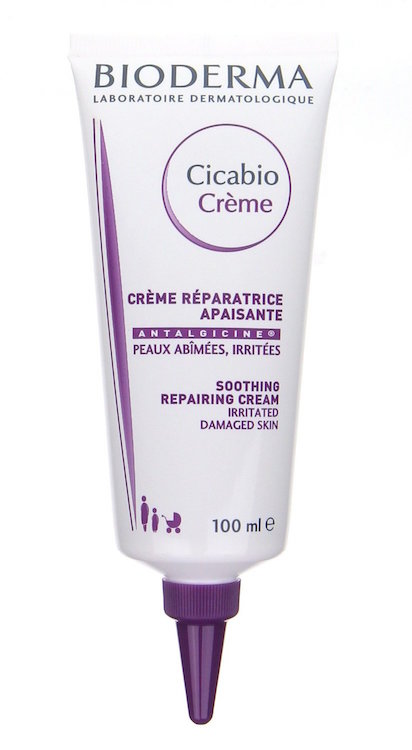 BIODERMA
LABORATOIRE DERMATOLOGIQUE
Cicabio
Crème
CRÈME RÉPARATRICE
APAISANTE
ANTALGICINE®
PEAUX ABÎMÉES, IRRITÉES
SOOTHING
REPAIRING CREAM
IRRITATED
DAMAGED SKIN
100 ml e